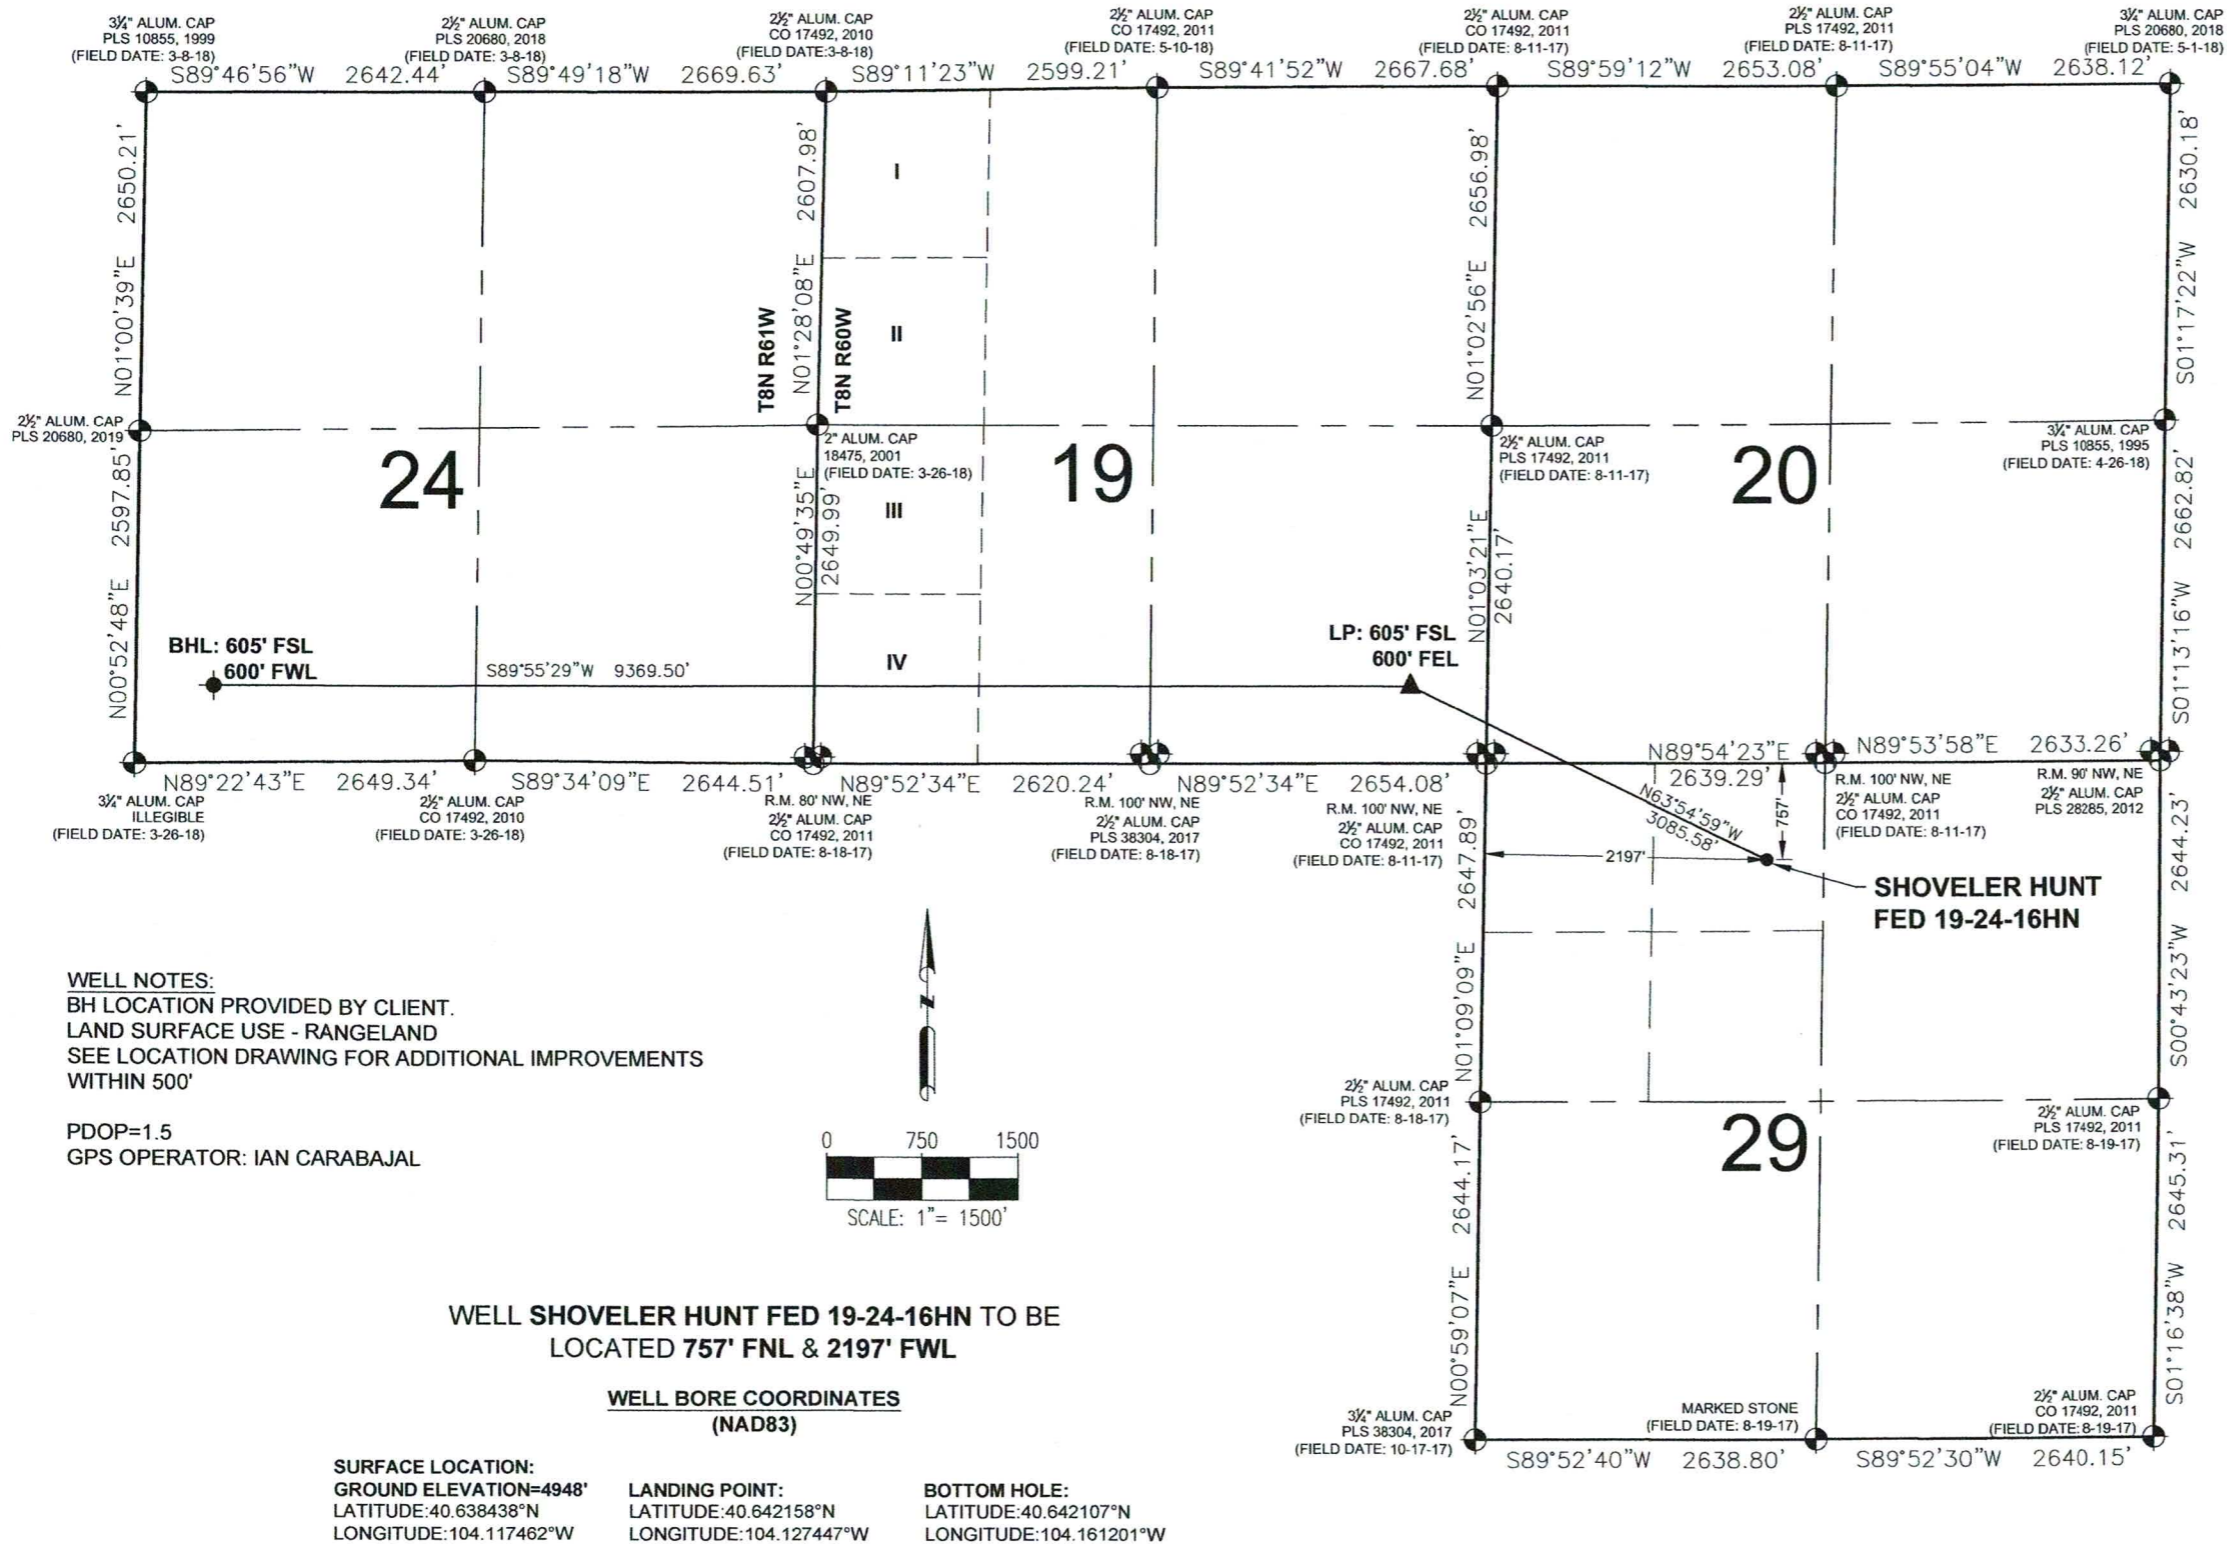 3¼" ALUM. CAP
PLS 10855, 1999
(FIELD DATE: 3-8-18)
2½" ALUM. CAP
PLS 20680, 2018
(FIELD DATE: 3-8-18)
2½" ALUM. CAP
CO 17492, 2010
(FIELD DATE:3-8-18)
2½" ALUM. CAP
CO 17492, 2011
(FIELD DATE: 5-10-18)
2½" ALUM. CAP
CO 17492, 2011
(FIELD DATE: 8-11-17)
2½" ALUM. CAP
PLS 17492, 2011
(FIELD DATE: 8-11-17)
3¼" ALUM. CAP
PLS 20680, 2018
(FIELD DATE: 5-1-18)
S89°46'56"W 2642.44'
S89°49'18"W 2669.63'
S89°11'23"W 2599.21'
S89°41'52"W 2667.68'
S89°59'12"W 2653.08'
S89°55'04"W 2638.12'
N01°00'39"E 2650.21'
N01°28'08"E 2607.98'
N01°02'56"E 2656.98'
S01°17'22"W 2630.18'
T8N R61W
T8N R60W
I
II
III
IV
2½" ALUM. CAP
PLS 20680, 2019
24
2" ALUM. CAP
18475, 2001
(FIELD DATE: 3-26-18)
19
2½" ALUM. CAP
PLS 17492, 2011
(FIELD DATE: 8-11-17)
20
3¼" ALUM. CAP
PLS 10855, 1995
(FIELD DATE: 4-26-18)
N00°52'48"E 2597.85'
N00°49'35"E
2649.99'
N01°03'21"E
2640.17'
S01°13'16"W 2662.82'
BHL: 605' FSL
600' FWL
S89°55'29"W 9369.50'
LP: 605' FSL
600' FEL
N89°22'43"E 2649.34'
S89°34'09"E 2644.51'
N89°52'34"E 2620.24'
N89°52'34"E 2654.08'
N89°54'23"E
2639.29'
N89°53'58"E 2633.26'
3¼" ALUM. CAP
ILLEGIBLE
(FIELD DATE: 3-26-18)
2½" ALUM. CAP
CO 17492, 2010
(FIELD DATE: 3-26-18)
R.M. 80' NW, NE
2½" ALUM. CAP
CO 17492, 2011
(FIELD DATE: 8-18-17)
R.M. 100' NW, NE
2½" ALUM. CAP
PLS 38304, 2017
(FIELD DATE: 8-18-17)
R.M. 100' NW, NE
2½" ALUM. CAP
CO 17492, 2011
(FIELD DATE: 8-11-17)
R.M. 100' NW, NE
2½" ALUM. CAP
CO 17492, 2011
(FIELD DATE: 8-11-17)
R.M. 90' NW, NE
2½" ALUM. CAP
PLS 28285, 2012
N63°54'59"W
3085.58'
757'
2197'
SHOVELER HUNT
FED 19-24-16HN
N01°09'09"E 2647.89'
S00°43'23"W 2644.23'
WELL NOTES:
BH LOCATION PROVIDED BY CLIENT.
LAND SURFACE USE - RANGELAND
SEE LOCATION DRAWING FOR ADDITIONAL IMPROVEMENTS
WITHIN 500'
PDOP=1.5
GPS OPERATOR: IAN CARABAJAL
N
0 750 1500
SCALE: 1"= 1500'
2½" ALUM. CAP
PLS 17492, 2011
(FIELD DATE: 8-18-17)
29
2½" ALUM. CAP
PLS 17492, 2011
(FIELD DATE: 8-19-17)
N00°59'07"E 2644.17'
S01°16'38"W 2645.31'
3¼" ALUM. CAP
PLS 38304, 2017
(FIELD DATE: 10-17-17)
MARKED STONE
(FIELD DATE: 8-19-17)
2½" ALUM. CAP
CO 17492, 2011
(FIELD DATE:8-19-17)
S89°52'40"W 2638.80'
S89°52'30"W 2640.15'
WELL SHOVELER HUNT FED 19-24-16HN TO BE
LOCATED 757' FNL & 2197' FWL
WELL BORE COORDINATES
(NAD83)
SURFACE LOCATION:
GROUND ELEVATION=4948'
LATITUDE:40.638438°N
LONGITUDE:104.117462°W
LANDING POINT:
LATITUDE:40.642158°N
LONGITUDE:104.127447°W
BOTTOM HOLE:
LATITUDE:40.642107°N
LONGITUDE:104.161201°W